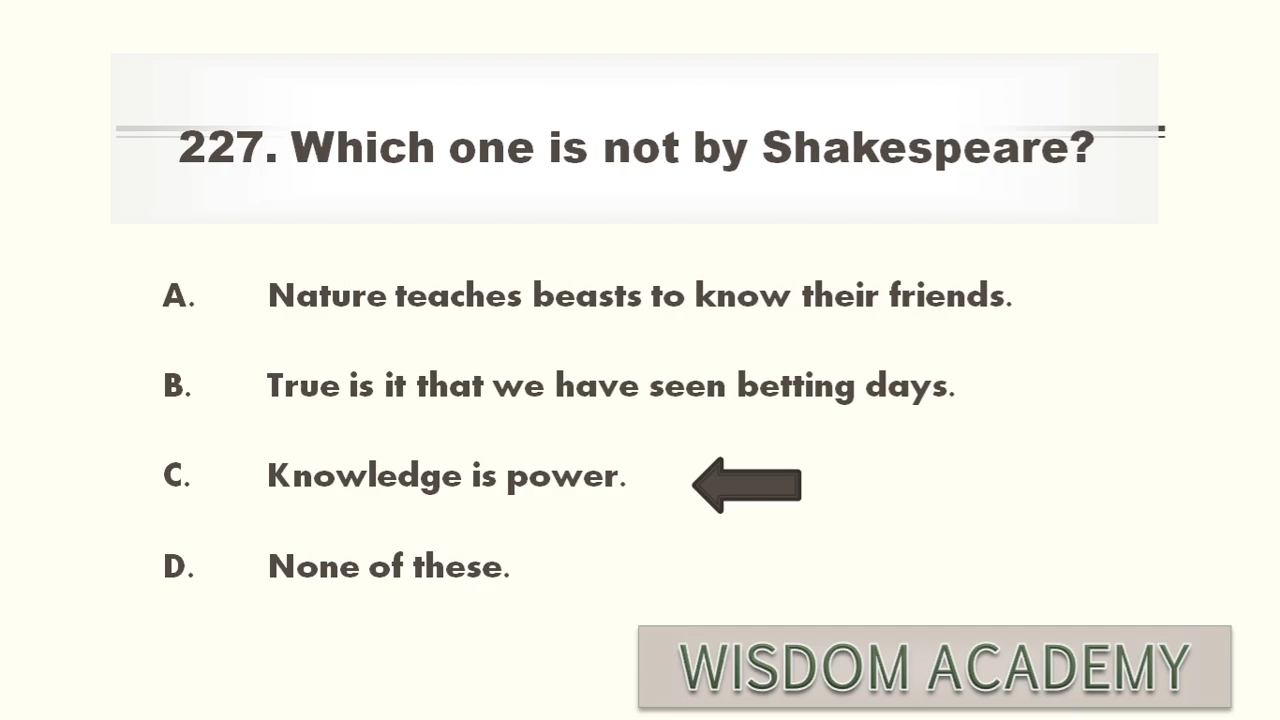 227. Which one is not by Shakespeare?
A. Nature teaches beasts to know their friends.
B. True is it that we have seen betting days.
C. Knowledge is power.
D. None of these.
WISDOM ACADEMY